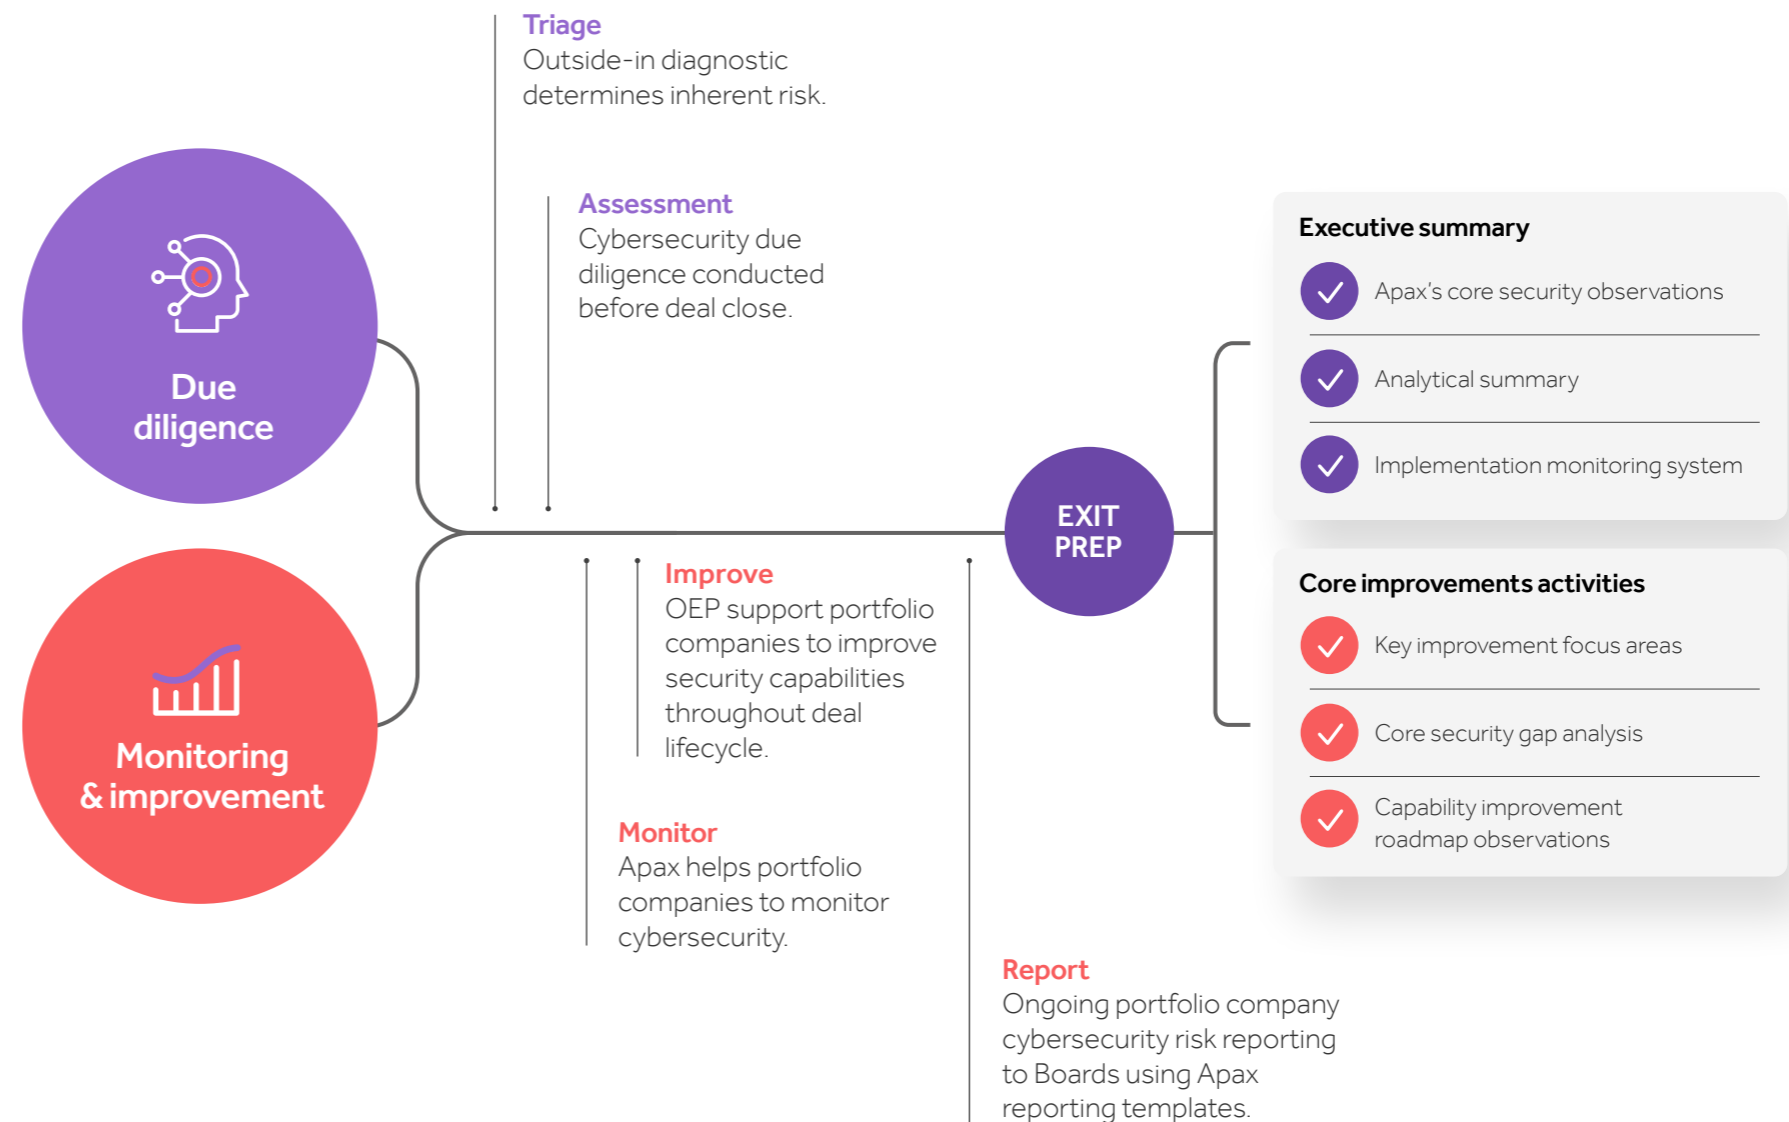 Triage
Outside-in diagnostic
determines inherent risk.
Assessment
Cybersecurity due
diligence conducted
before deal close.
Due
diligence
Monitoring
& improvement
Improve
OEP support portfolio
companies to improve
security capabilities
throughout deal
lifecycle.
Monitor
Apax helps portfolio
companies to monitor
cybersecurity.
Report
Ongoing portfolio company
cybersecurity risk reporting
to Boards using Apax
reporting templates.
EXIT
PREP
Executive summary
Apax's core security observations
Analytical summary
Implementation monitoring system
Core improvements activities
Key improvement focus areas
Core security gap analysis
Capability improvement
roadmap observations